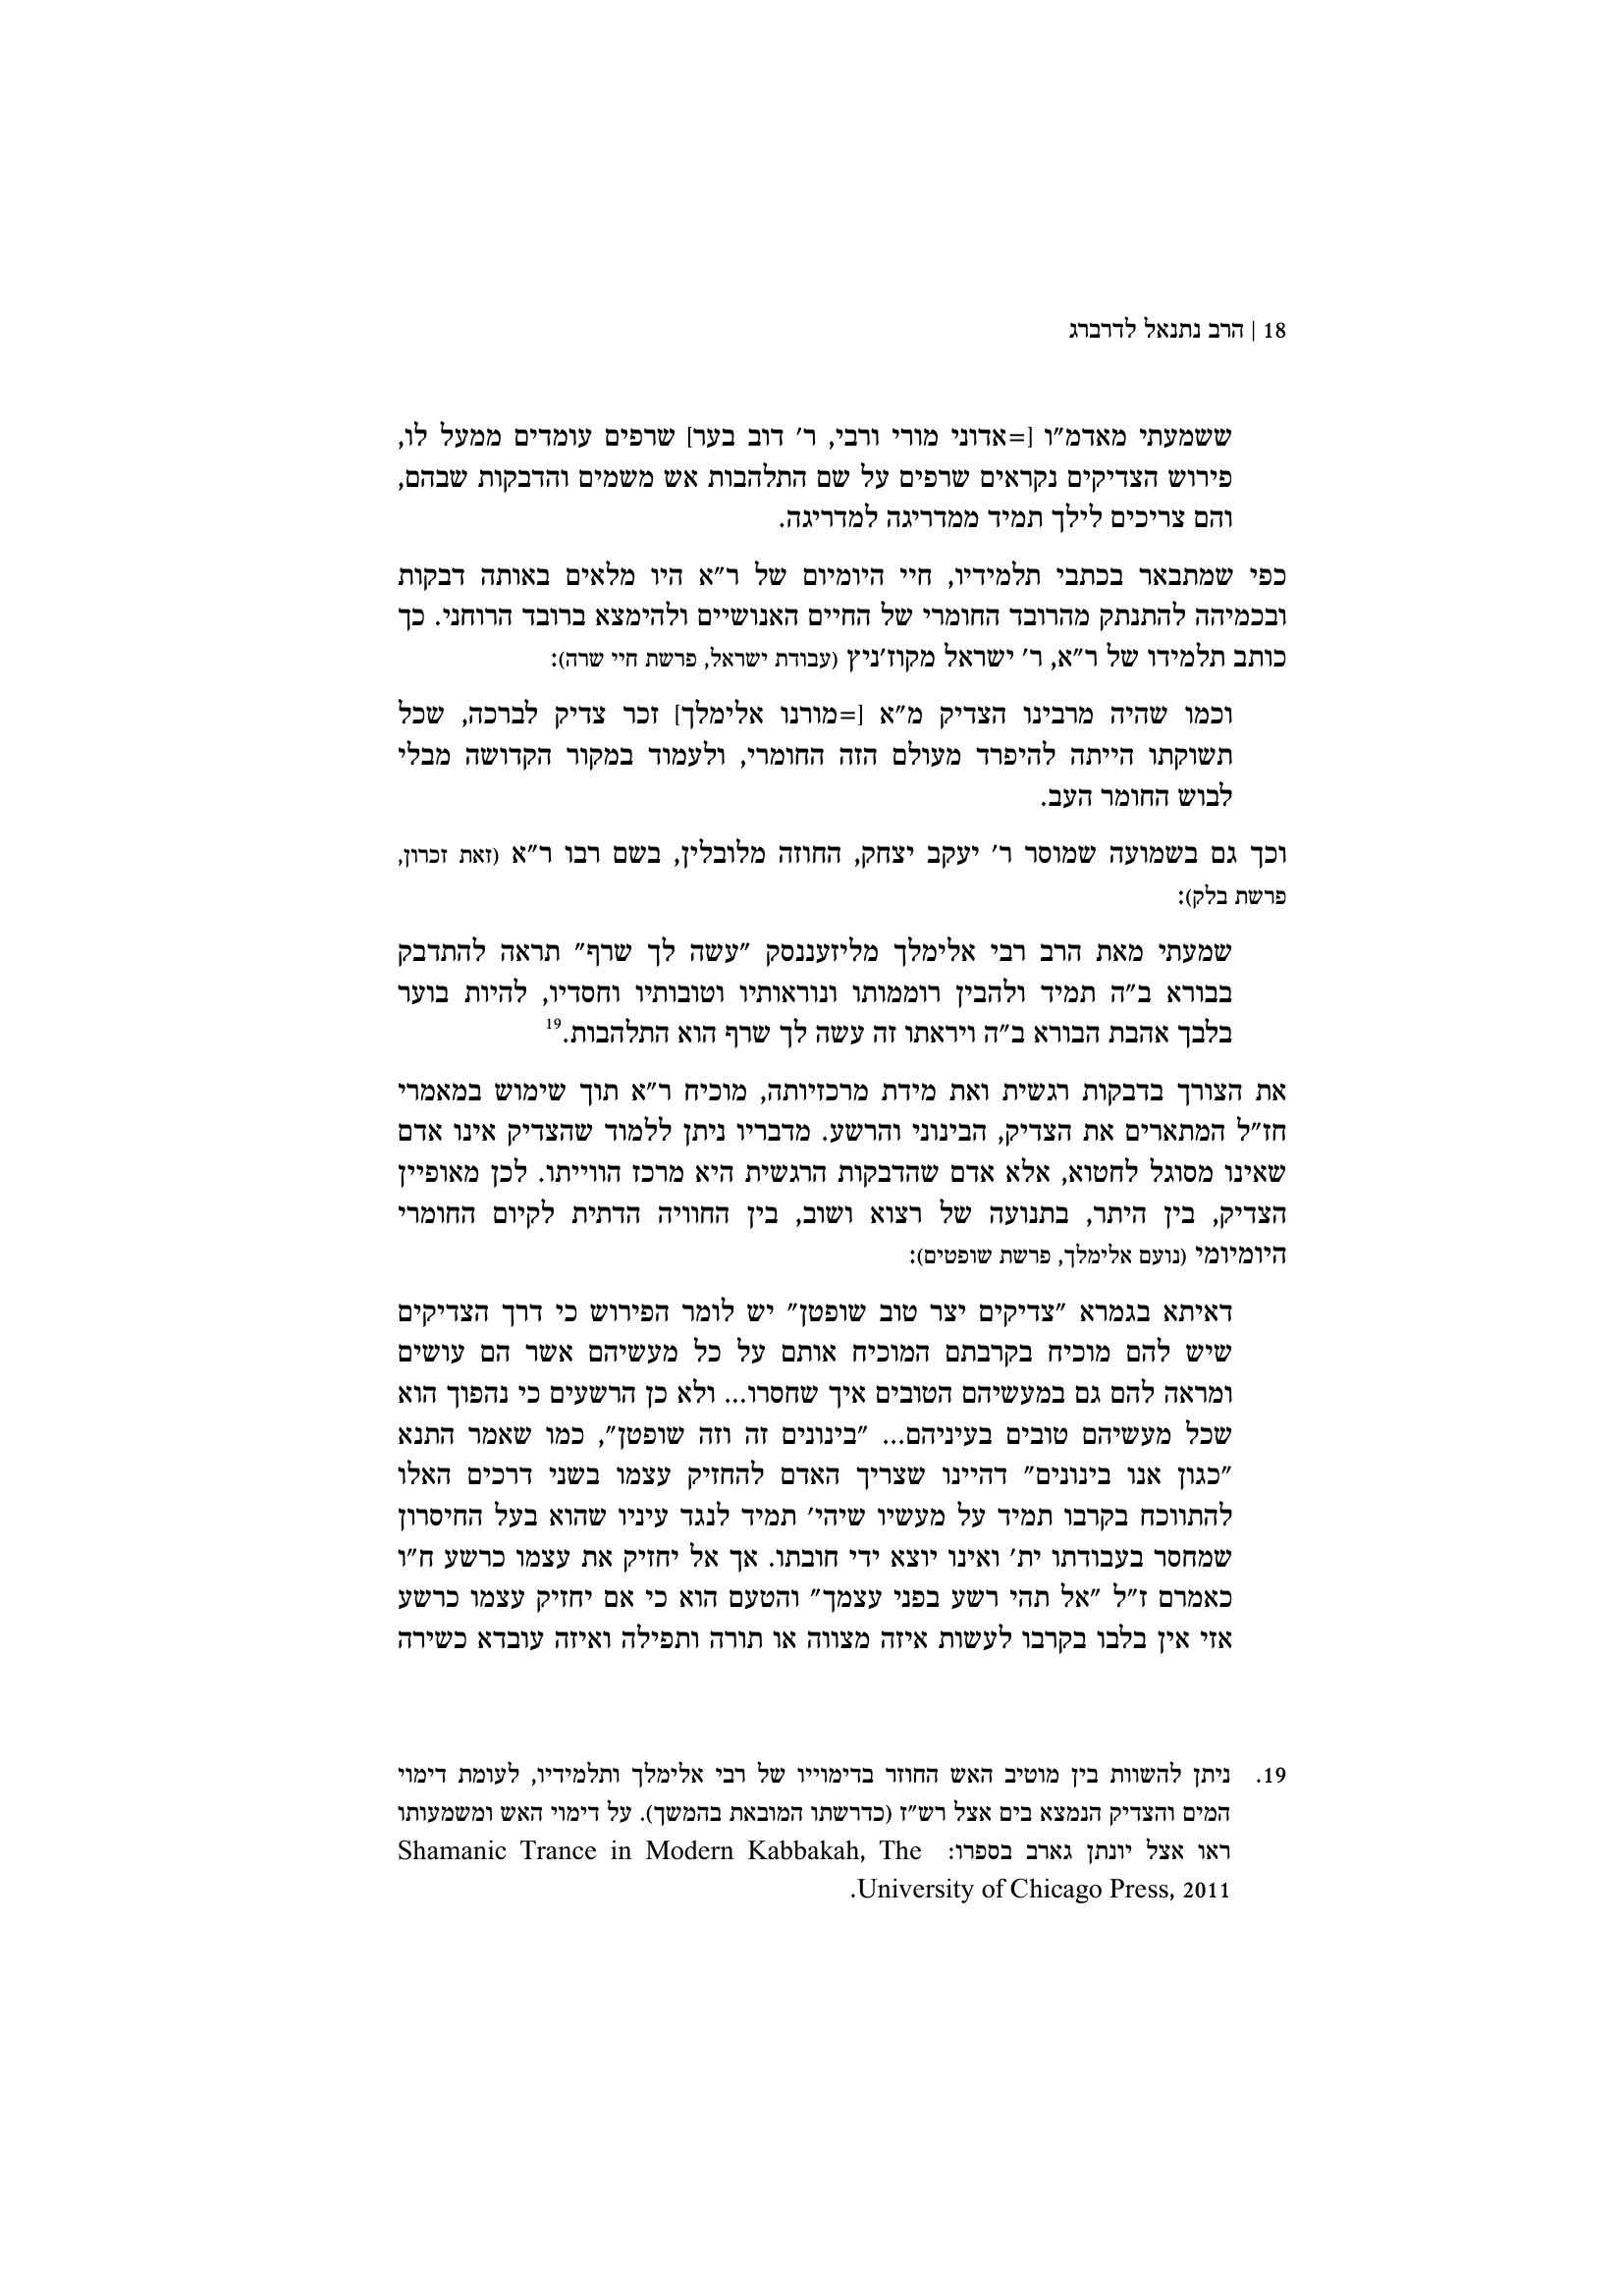 18 | הרב נתנאל לדרברג
ששמעתי מאדמ"ו [=אדוני מורי ורבי, ר' דוב בער] שרפים עומדים ממעל לו,
פירוש הצדיקים נקראים שרפים על שם התלהבות אש משמים והדבקות שבהם,
והם צריכים לילך תמיד ממדריגה למדריגה.
כפי שמתבאר בכתבי תלמידיו, חיי היומיום של ר"א היו מלאים באותה דבקות
ובכמיהה להתנתק מהרובד החומרי של החיים האנושיים ולהימצא ברובד הרוחני. כך
כותב תלמידו של ר"א, ר' ישראל מקוז'ניץ (עבודת ישראל, פרשת חיי שרה):
וכמו שהיה מרבינו הצדיק מ"א [=מורנו אלימלך] זכר צדיק לברכה, שכל
תשוקתו הייתה להיפרד מעולם הזה החומרי, ולעמוד במקור הקדושה מבלי
לבוש החומר העב.
וכך גם בשמועה שמוסר ר' יעקב יצחק, החוזה מלובלין, בשם רבו ר"א (זאת זכרון,
פרשת בלק):
שמעתי מאת הרב רבי אלימלך מליזעננסק "עשה לך שרף" תראה להתדבק
בבורא ב"ה תמיד ולהבין רוממותו ונוראותיו וטובותיו וחסדיו, להיות בוער
בלבך אהבת הבורא ב"ה ויראתו זה עשה לך שרף הוא התלהבות.19
את הצורך בדבקות רגשית ואת מידת מרכזיותה, מוכיח ר"א תוך שימוש במאמרי
חז"ל המתארים את הצדיק, הבינוני והרשע. מדבריו ניתן ללמוד שהצדיק אינו אדם
שאינו מסוגל לחטוא, אלא אדם שהדבקות הרגשית היא מרכז הווייתו. לכן מאופיין
הצדיק, בין היתר, בתנועה של רצוא ושוב, בין החוויה הדתית לקיום החומרי
היומיומי (נועם אלימלך, פרשת שופטים):
דאיתא בגמרא "צדיקים יצר טוב שופטן" יש לומר הפירוש כי דרך הצדיקים
שיש להם מוכיח בקרבתם המוכיח אותם על כל מעשיהם אשר הם עושים
ומראה להם גם במעשיהם הטובים איך שחסרו... ולא כן הרשעים כי נהפוך הוא
שכל מעשיהם טובים בעיניהם... "בינונים זה וזה שופטן", כמו שאמר התנא
"כגון אנו בינונים" דהיינו שצריך האדם להחזיק עצמו בשני דרכים האלו
להתווכח בקרבו תמיד על מעשיו שיהי' תמיד לנגד עיניו שהוא בעל החיסרון
שמחסר בעבודתו ית' ואינו יוצא ידי חובתו. אך אל יחזיק את עצמו כרשע ח"ו
כאמרם ז"ל "אל תהי רשע בפני עצמך" והטעם הוא כי אם יחזיק עצמו כרשע
אזי אין בלבו בקרבו לעשות איזה מצווה או תורה ותפילה ואיזה עובדא כשירה
19. ניתן להשוות בין מוטיב האש החוזר בדימוייו של רבי אלימלך ותלמידיו, לעומת דימוי
המים והצדיק הנמצא בים אצל רש"ז (כדרשתו המובאת בהמשך). על דימוי האש ומשמעותו
ראו אצל יונתן גארב בספרו: Shamanic Trance in Modern Kabbakah, The
University of Chicago Press, 2011.